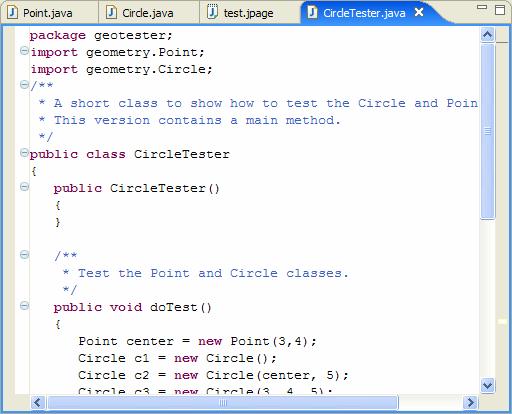 Point.java
Circle.java
test.jpage
CircleTester.java
package geotester;
import geometry.Point;
import geometry.Circle;
/**
 * A short class to show how to test the Circle and Poin
 * This version contains a main method.
 */
public class CircleTester
{
   public CircleTester()
   {
   }
   /**
    * Test the Point and Circle classes.
    */
   public void doTest()
   {
      Point center = new Point(3,4);
      Circle c1 = new Circle();
      Circle c2 = new Circle(center, 5);
      Circle c3 = new Circle(3, 4, 5)